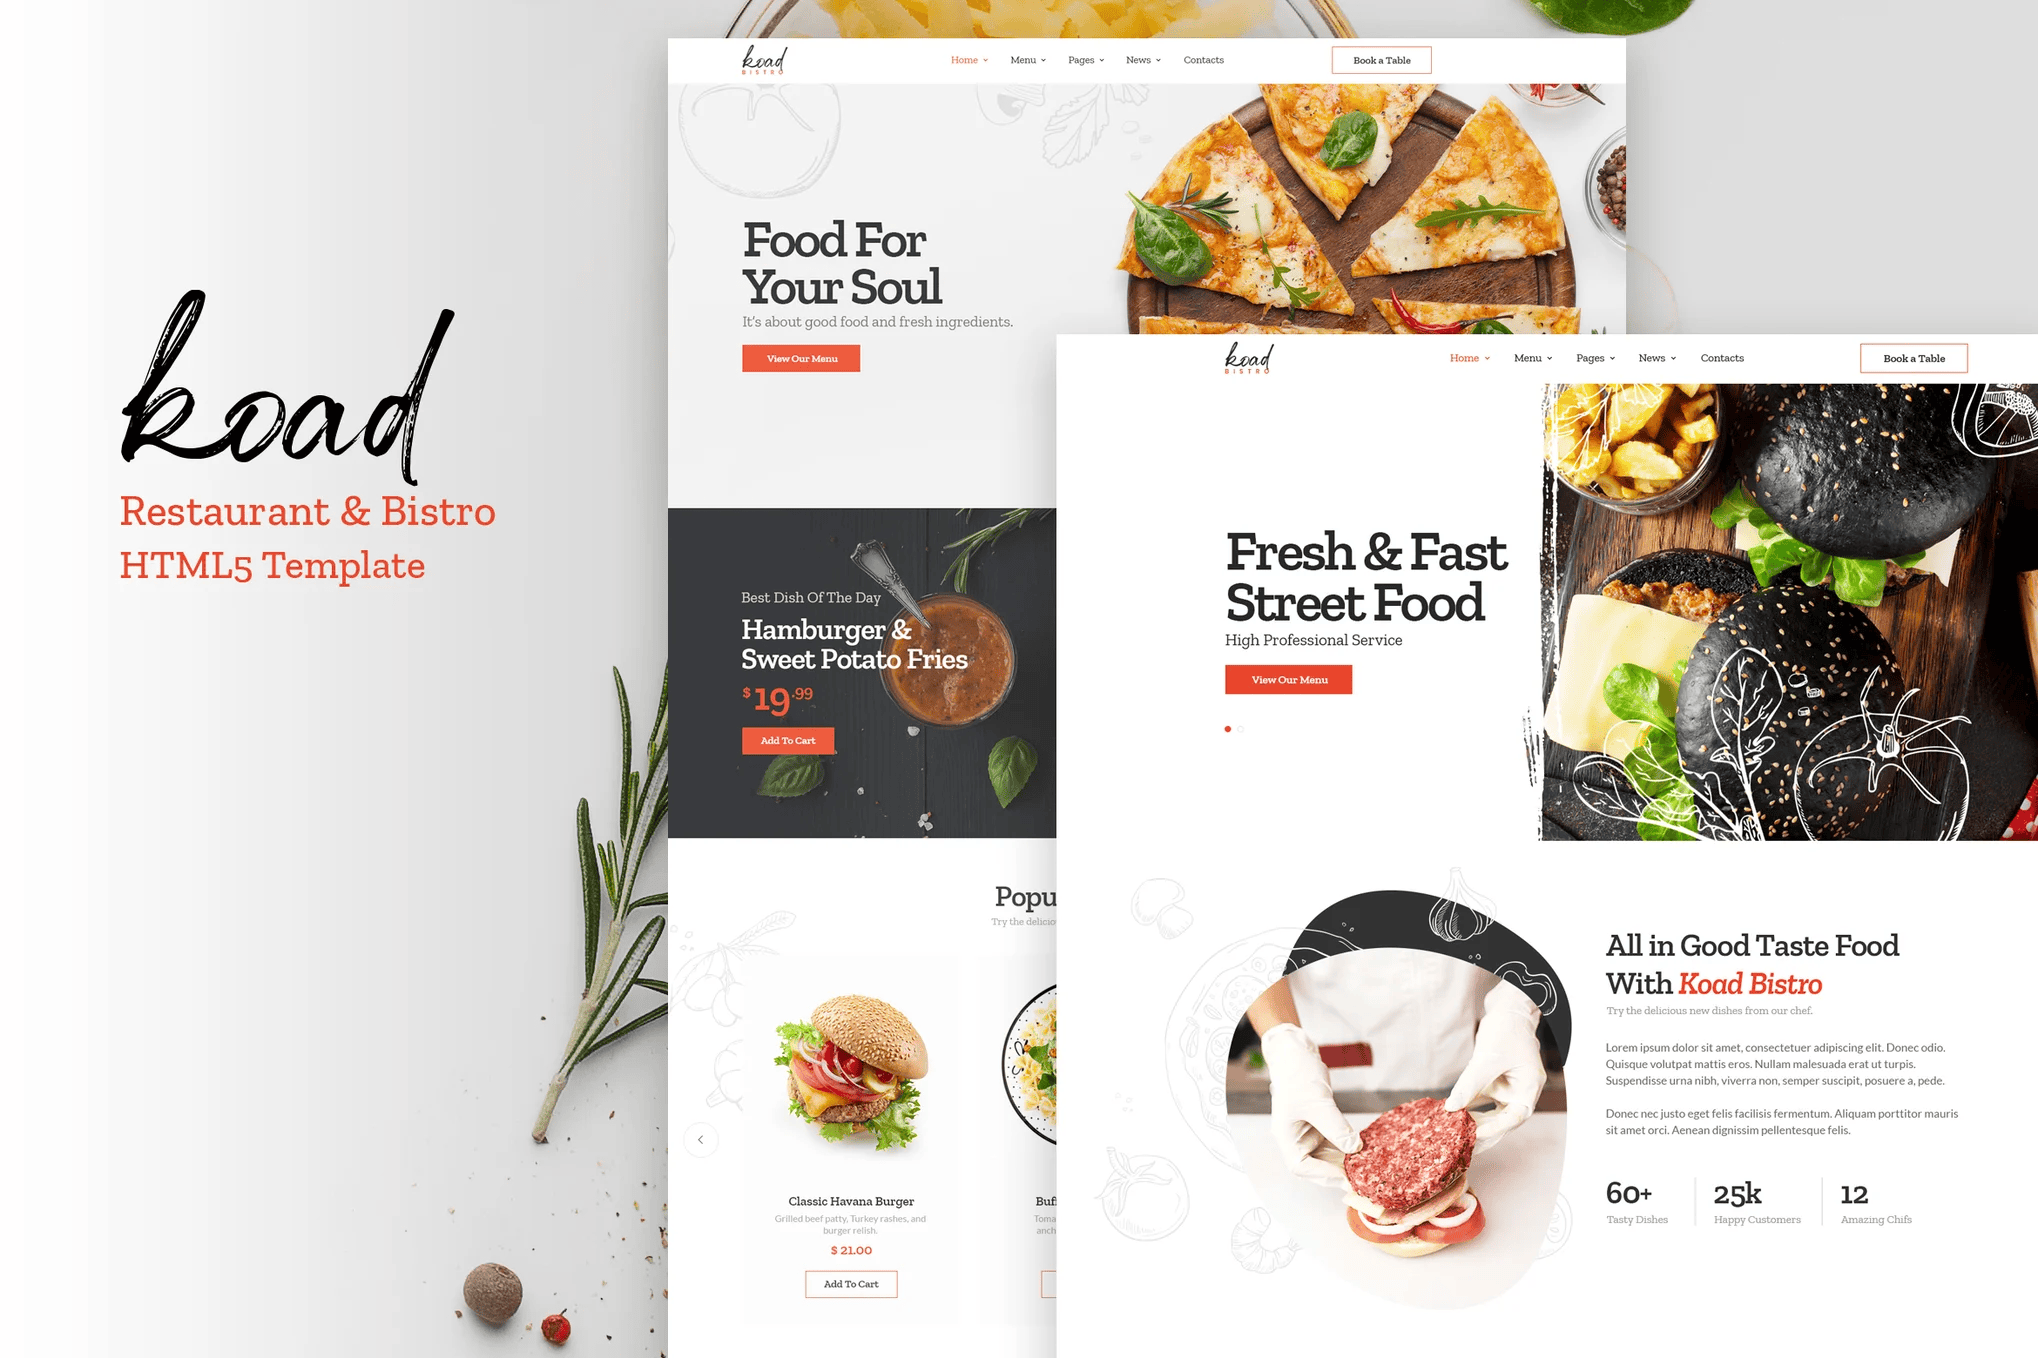 koad
Restaurant & Bistro
HTML5 Template
koad
BISTRO
Home
Menu
Pages
News
Contacts
Book a Table
Food For
Your Soul
It's about good food and fresh ingredients.
View Our Menu
Best Dish Of The Day
Hamburger &
Sweet Potato Fries
$ 19 .99
Add To Cart
Popu
Try the delicio
Classic Havana Burger
Grilled beef patty, Turkey rashes, and
burger relish.
$ 21.00
Add To Cart
Buf
Toma
anch
koad
BISTRO
Home
Menu
Pages
News
Contacts
Book a Table
Fresh & Fast
Street Food
High Professional Service
View Our Menu
All in Good Taste Food
With Koad Bistro
Try the delicious new dishes from our chef.
Lorem ipsum dolor sit amet, consectetuer adipiscing elit. Donec odio.
Quisque volutpat mattis eros. Nullam malesuada erat ut turpis.
Suspendisse urna nibh, viverra non, semper suscipit, posuere a, pede.
Donec nec justo eget felis facilisis fermentum. Aliquam porttitor mauris
sit amet orci. Aenean dignissim pellentesque felis.
60+
Tasty Dishes
25k
Happy Customers
12
Amazing Chifs